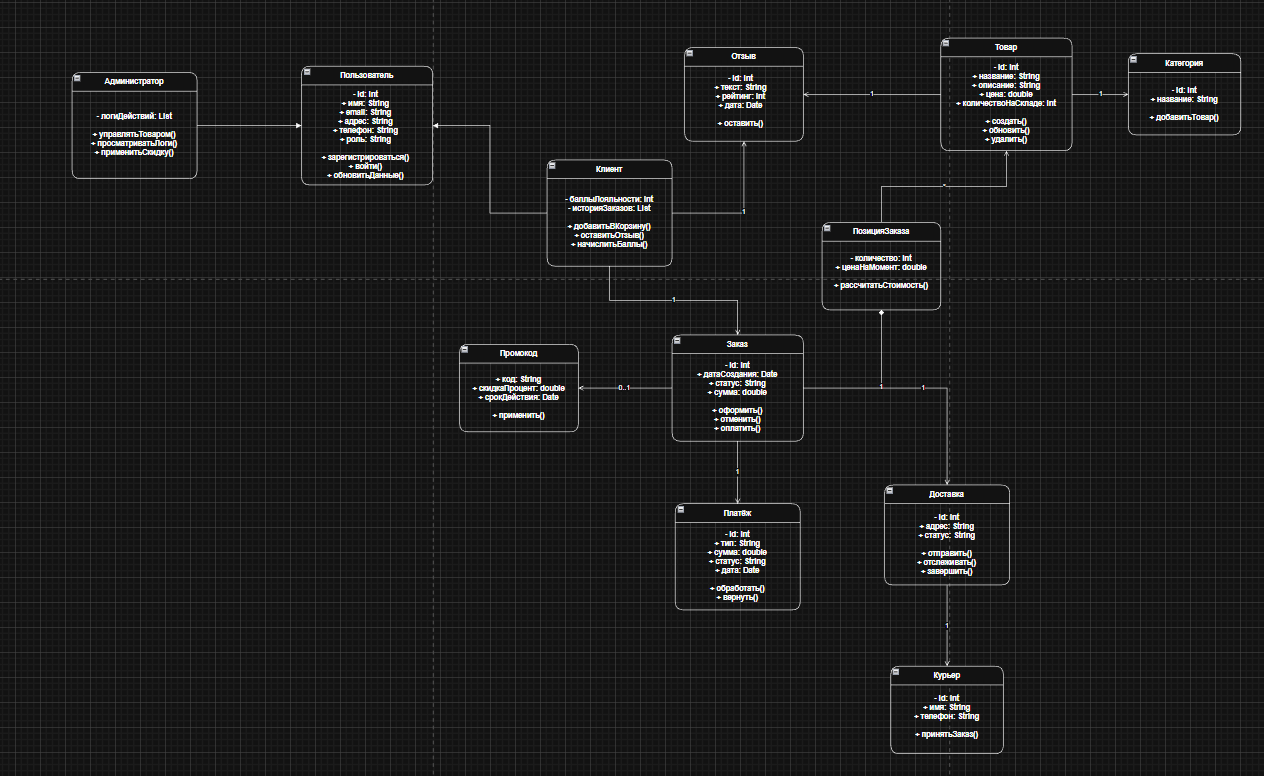 Администратор
- логиДействий: List
+ управлятьТоваром()
+ просматриватьЛоги()
+ применитьСкидку()
Пользователь
- id: int
+ имя: String
+ email: String
+ адрес: String
+ телефон: String
+ роль: String
+ зарегистрироваться()
+ войти()
+ обновитьДанные()
Отзыв
- id: int
+ текст: String
+ рейтинг: int
+ дата: Date
+ оставить()
1
Товар
- id: int
+ название: String
+ описание: String
+ цена: double
+ количествоНаСкладе: int
+ создать()
+ обновить()
+ удалить()
1
Категория
- id: int
+ название: String
+ добавитьТовар()
Клиент
- баллыЛояльности: int
- историяЗаказов: List
+ добавитьВКорзину()
+ оставитьОтзыв()
+ начислитьБаллы()
1
ПозицияЗаказа
- количество: int
+ ценаНаМомент: double
+ рассчитатьСтоимость()
1
Заказ
- id: int
+ датаСоздания: Date
+ статус: String
+ сумма: double
+ оформить()
+ отменить()
+ оплатить()
Промокод
+ код: String
+ скидкаПроцент: double
+ срокДействия: Date
+ применить()
0..1
1
1
1
Платёж
- id: int
+ тип: String
+ сумма: double
+ статус: String
+ дата: Date
+ обработать()
+ вернуть()
Доставка
- id: int
+ адрес: String
+ статус: String
+ отправить()
+ отслеживать()
+ завершить()
1
Курьер
- id: int
+ имя: String
+ телефон: String
+ принятьЗаказ()